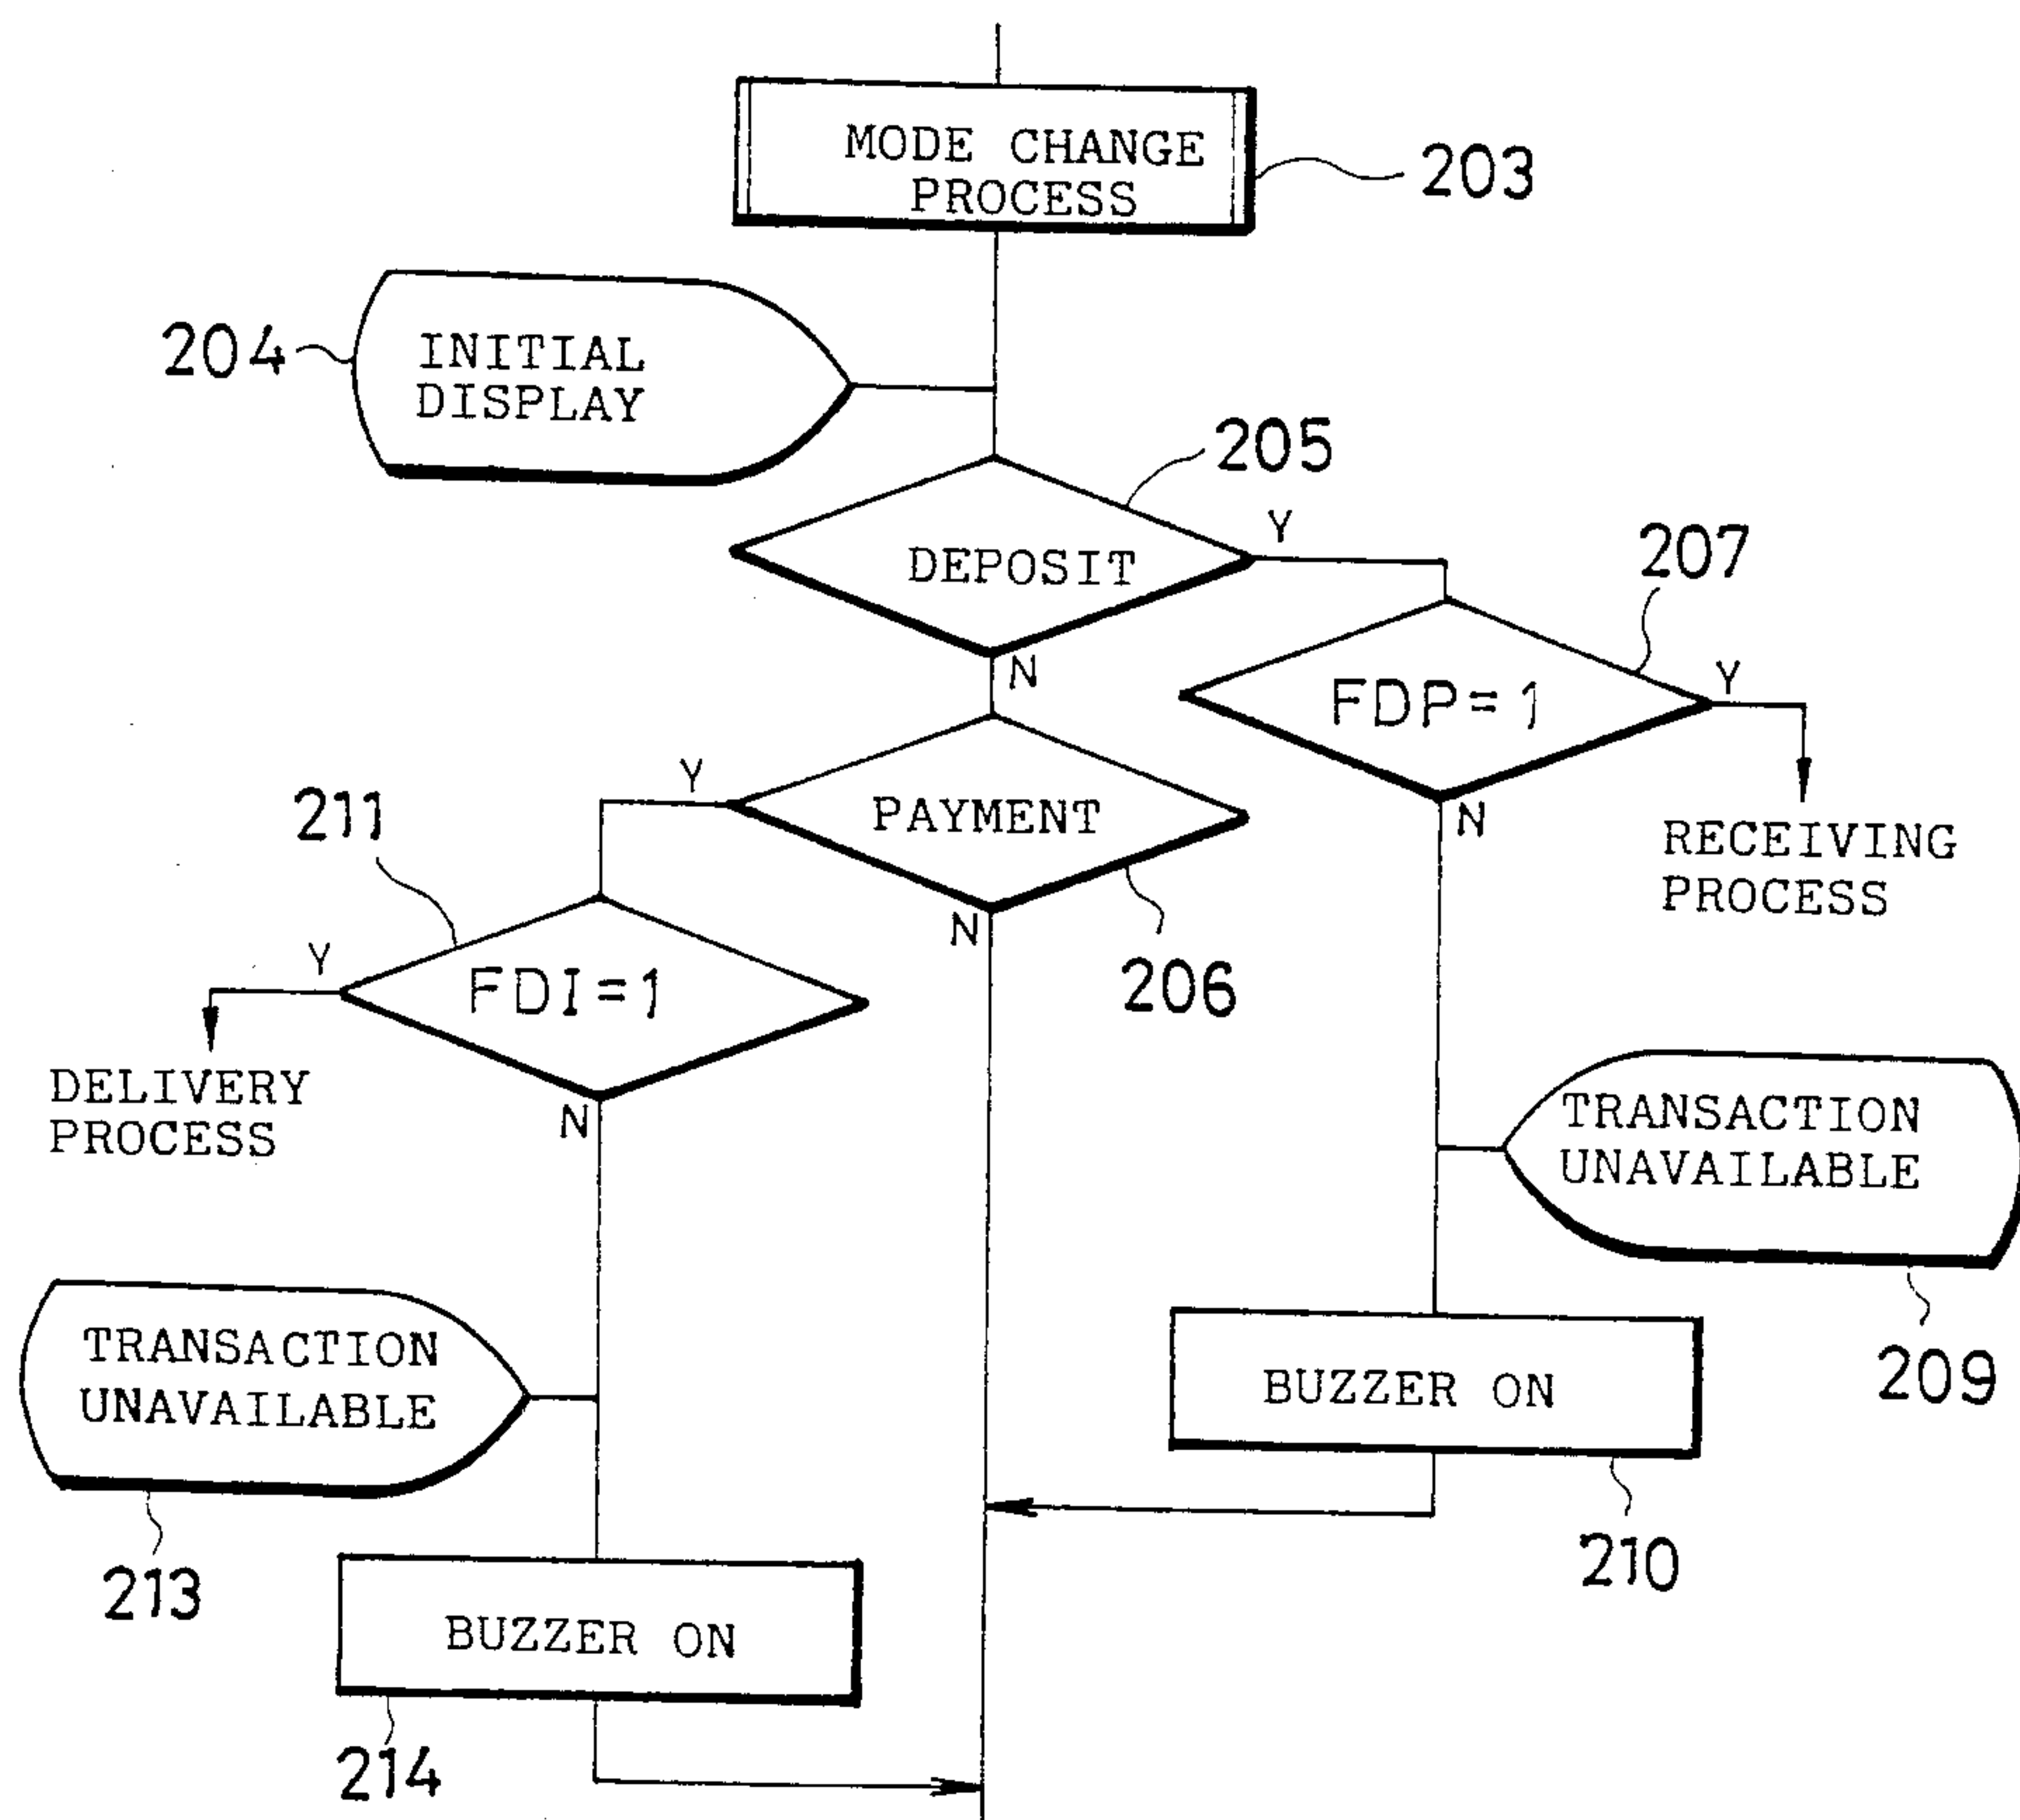 MODE CHANGE
PROCESS
203
204
INITIAL
DISPLAY
205
DEPOSIT
Y
N
207
FDP=1
Y
N
RECEIVING
PROCESS
PAYMENT
Y
N
206
211
FDI=1
Y
N
DELIVERY
PROCESS
TRANSACTION
UNAVAILABLE
209
BUZZER ON
210
TRANSACTION
UNAVAILABLE
213
BUZZER ON
214